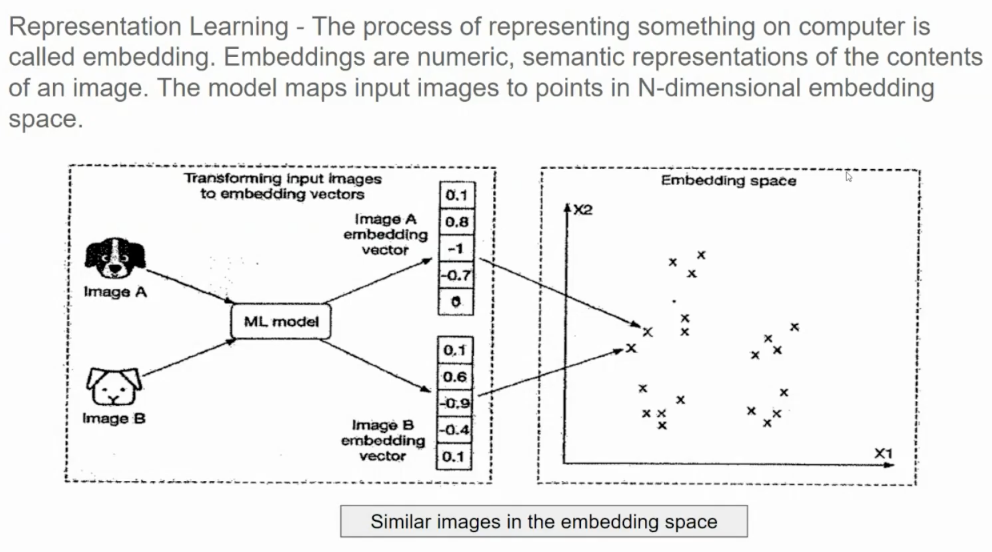 Representation Learning - The process of representing something on computer is
called embedding. Embeddings are numeric, semantic representations of the contents
of an image. The model maps input images to points in N-dimensional embedding
space.
Transforming input images
to embedding vectors
Image A
embedding
vector
0.1
0.8
-1
-0.7
0
Image A
ML model
Image B
0.1
0.6
-0.9
-0.4
0.1
Image B
embedding
vector
Embedding space
X2
X1
Similar images in the embedding space